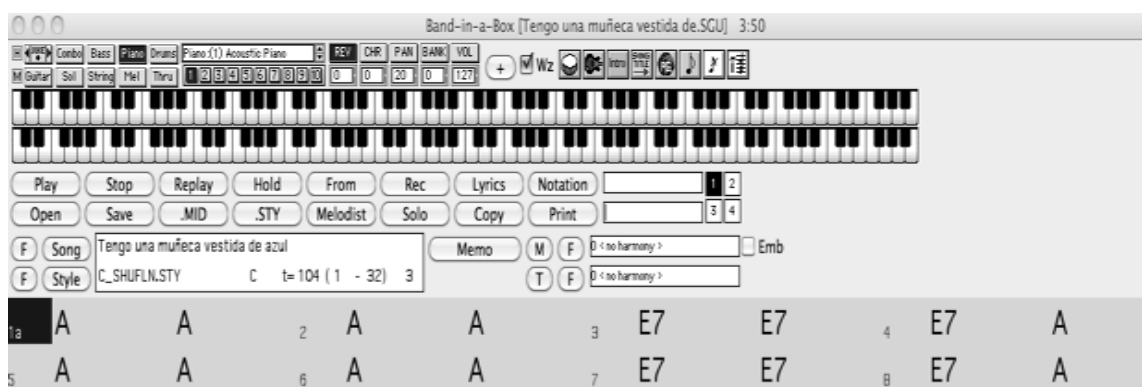 Band-in-a-Box [Tengo una muñeca vestida de.SGU] 3:50
Combo Bass Piano Drums Piano:(1) Acoustic Piano REV CHR PAN BANK VOL
Wz Intro SONG TITLE
M Guitar Sol String Mel Thru 1 2 3 4 5 6 7 8 9 10 0 0 20 0 127
Play Stop Replay Hold From Rec Lyrics Notation 1 2
Open Save .MID .STY Melodist Solo Copy Print 3 4
F Song Tengo una muñeca vestida de azul Memo M F 0 < no harmony > Emb
F Style C_SHUFLN.STY C t= 104 ( 1 - 32) 3 T F 0 < no harmony >
1a A A 2 A A 3 E7 E7 4 E7 A
5 A A 6 A A 7 E7 E7 8 E7 A